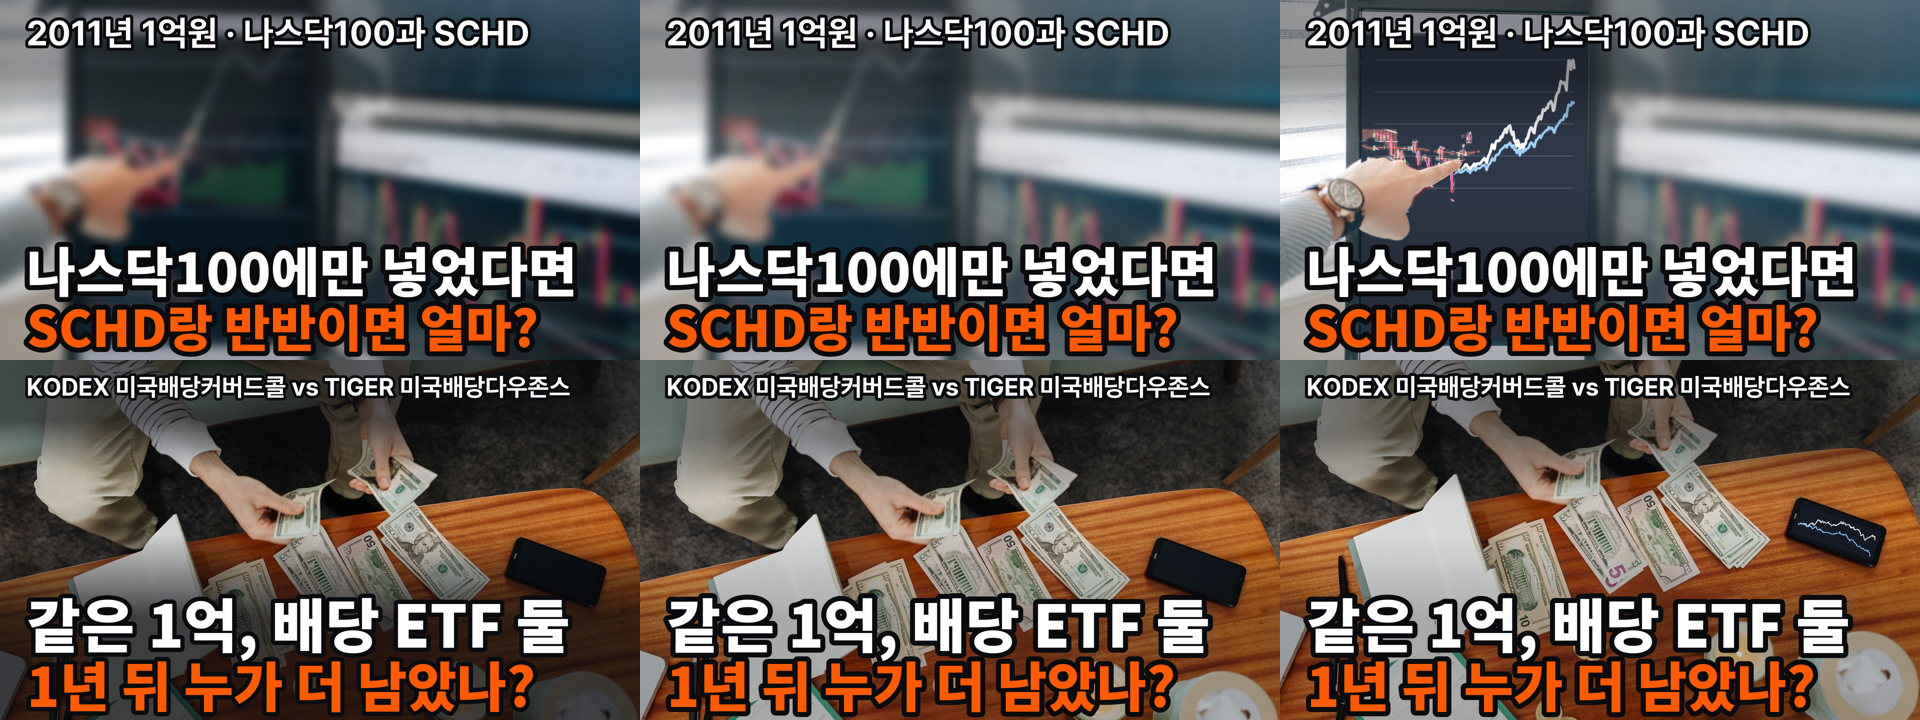 2011년 1억원 · 나스닥100과 SCHD
나스닥100에만 넣었다면
SCHD랑 반반이면 얼마?
2011년 1억원 · 나스닥100과 SCHD
나스닥100에만 넣었다면
SCHD랑 반반이면 얼마?
2011년 1억원 · 나스닥100과 SCHD
나스닥100에만 넣었다면
SCHD랑 반반이면 얼마?
KODEX 미국배당커버드콜 vs TIGER 미국배당다우존스
같은 1억, 배당 ETF 둘
1년 뒤 누가 더 남았나?
KODEX 미국배당커버드콜 vs TIGER 미국배당다우존스
같은 1억, 배당 ETF 둘
1년 뒤 누가 더 남았나?
KODEX 미국배당커버드콜 vs TIGER 미국배당다우존스
같은 1억, 배당 ETF 둘
1년 뒤 누가 더 남았나?